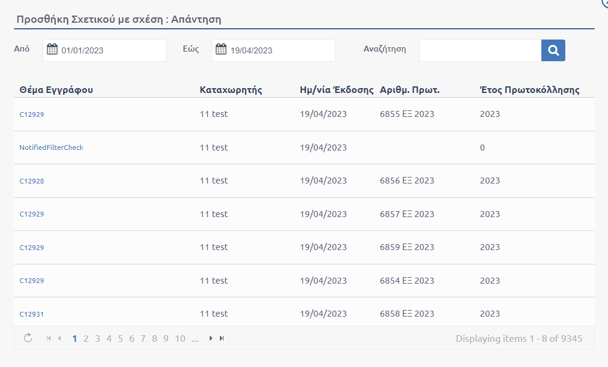 Προσθήκη Σχετικού με σχέση : Απάντηση
Από 01/01/2023 Εώς 19/04/2023 Αναζήτηση
Θέμα Εγγράφου Καταχωρητής Ημ/νία Έκδοσης Αριθμ. Πρωτ. Έτος Πρωτοκόλλησης
C12929 11 test 19/04/2023 6855 ΕΞ 2023 2023
NotifiedFilterCheck 11 test 19/04/2023 0
C12928 11 test 19/04/2023 6856 ΕΞ 2023 2023
C12929 11 test 19/04/2023 6857 ΕΞ 2023 2023
C12929 11 test 19/04/2023 6859 ΕΞ 2023 2023
C12929 11 test 19/04/2023 6854 ΕΞ 2023 2023
C12931 11 test 19/04/2023 6858 ΕΞ 2023 2023
1 2 3 4 5 6 7 8 9 10 ... Displaying items 1 - 8 of 9345